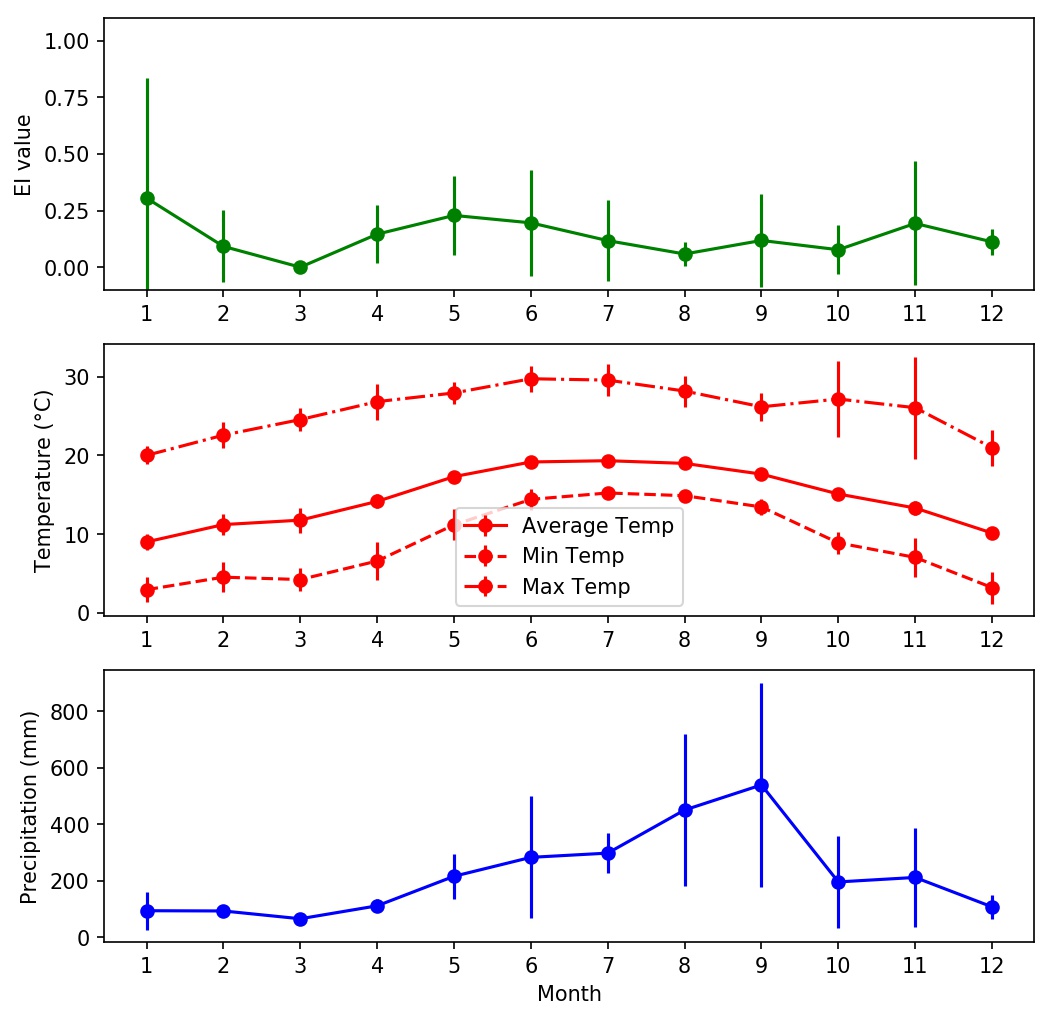 1.00
0.75
0.50
0.25
0.00
EI value
1 2 3 4 5 6 7 8 9 10 11 12
30
20
10
0
Temperature (°C)
Average Temp
Min Temp
Max Temp
1 2 3 4 5 6 7 8 9 10 11 12
800
600
400
200
0
Precipitation (mm)
1 2 3 4 5 6 7 8 9 10 11 12
Month